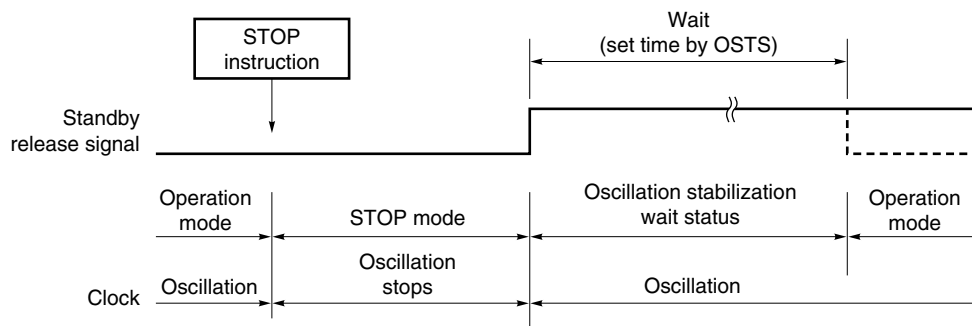 Wait
(set time by OSTS)
STOP
instruction
Standby
release signal
Operation
mode
STOP mode
Oscillation stabilization
wait status
Operation
mode
Clock
Oscillation
Oscillation
stops
Oscillation